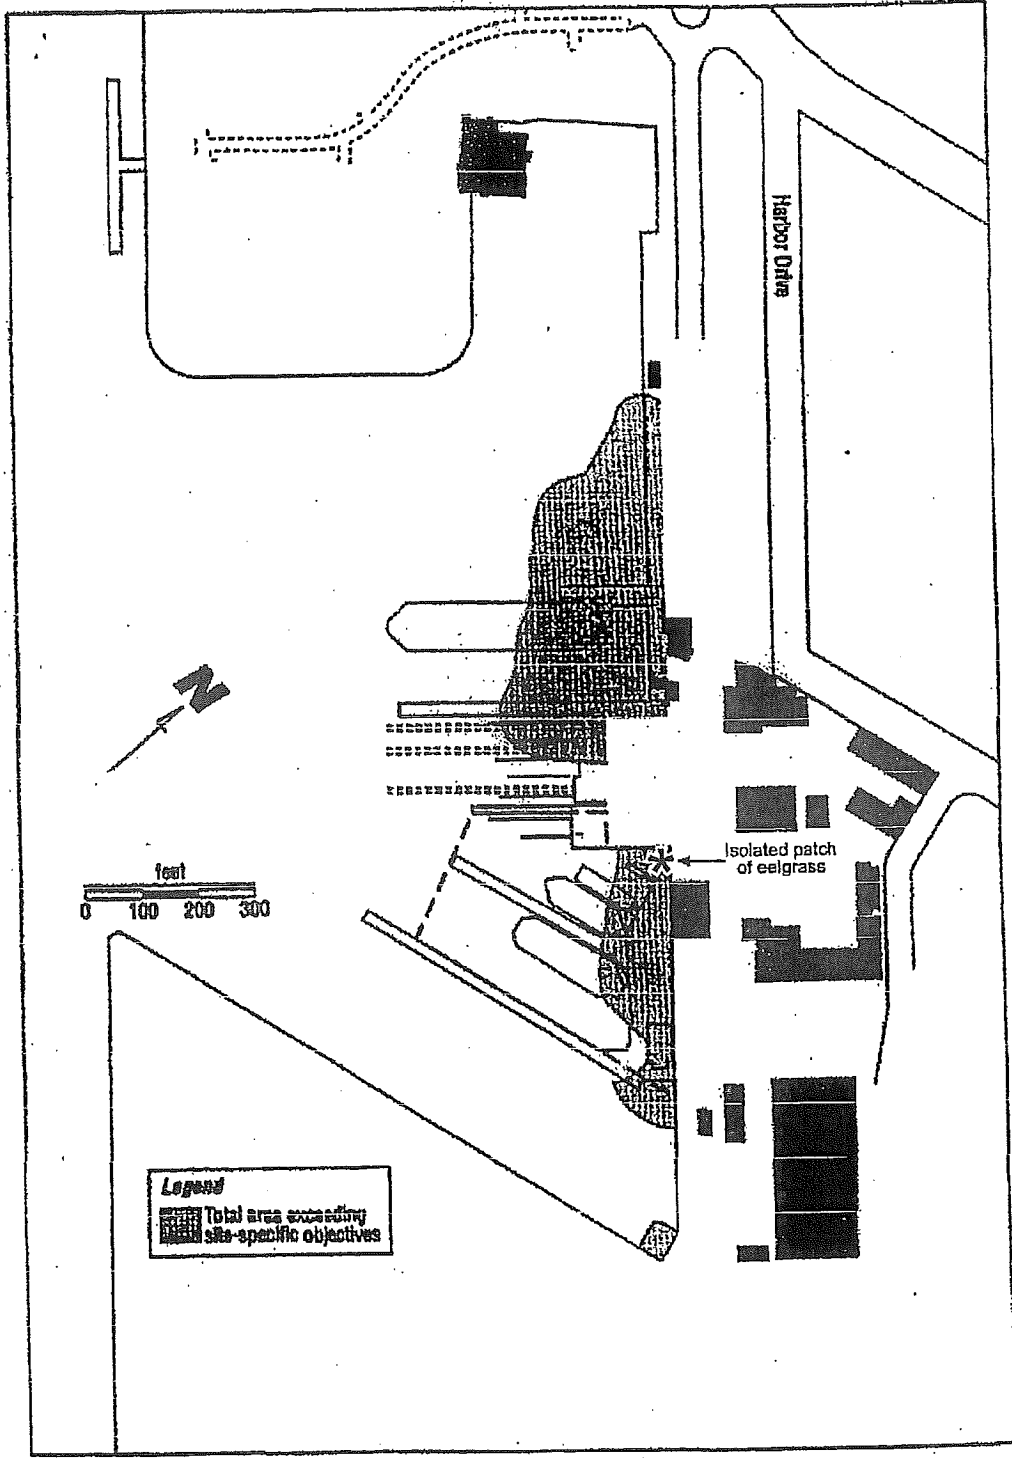 Harbor Drive
N
Isolated patch
of eelgrass
feet
0 100 200 300
Legend
Total area exceeding
site-specific objectives